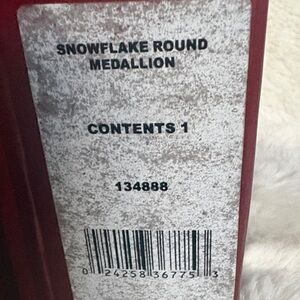 SNOWFLAKE ROUND
MEDALLION
CONTENTS 1
134888
0 24258 36775 3